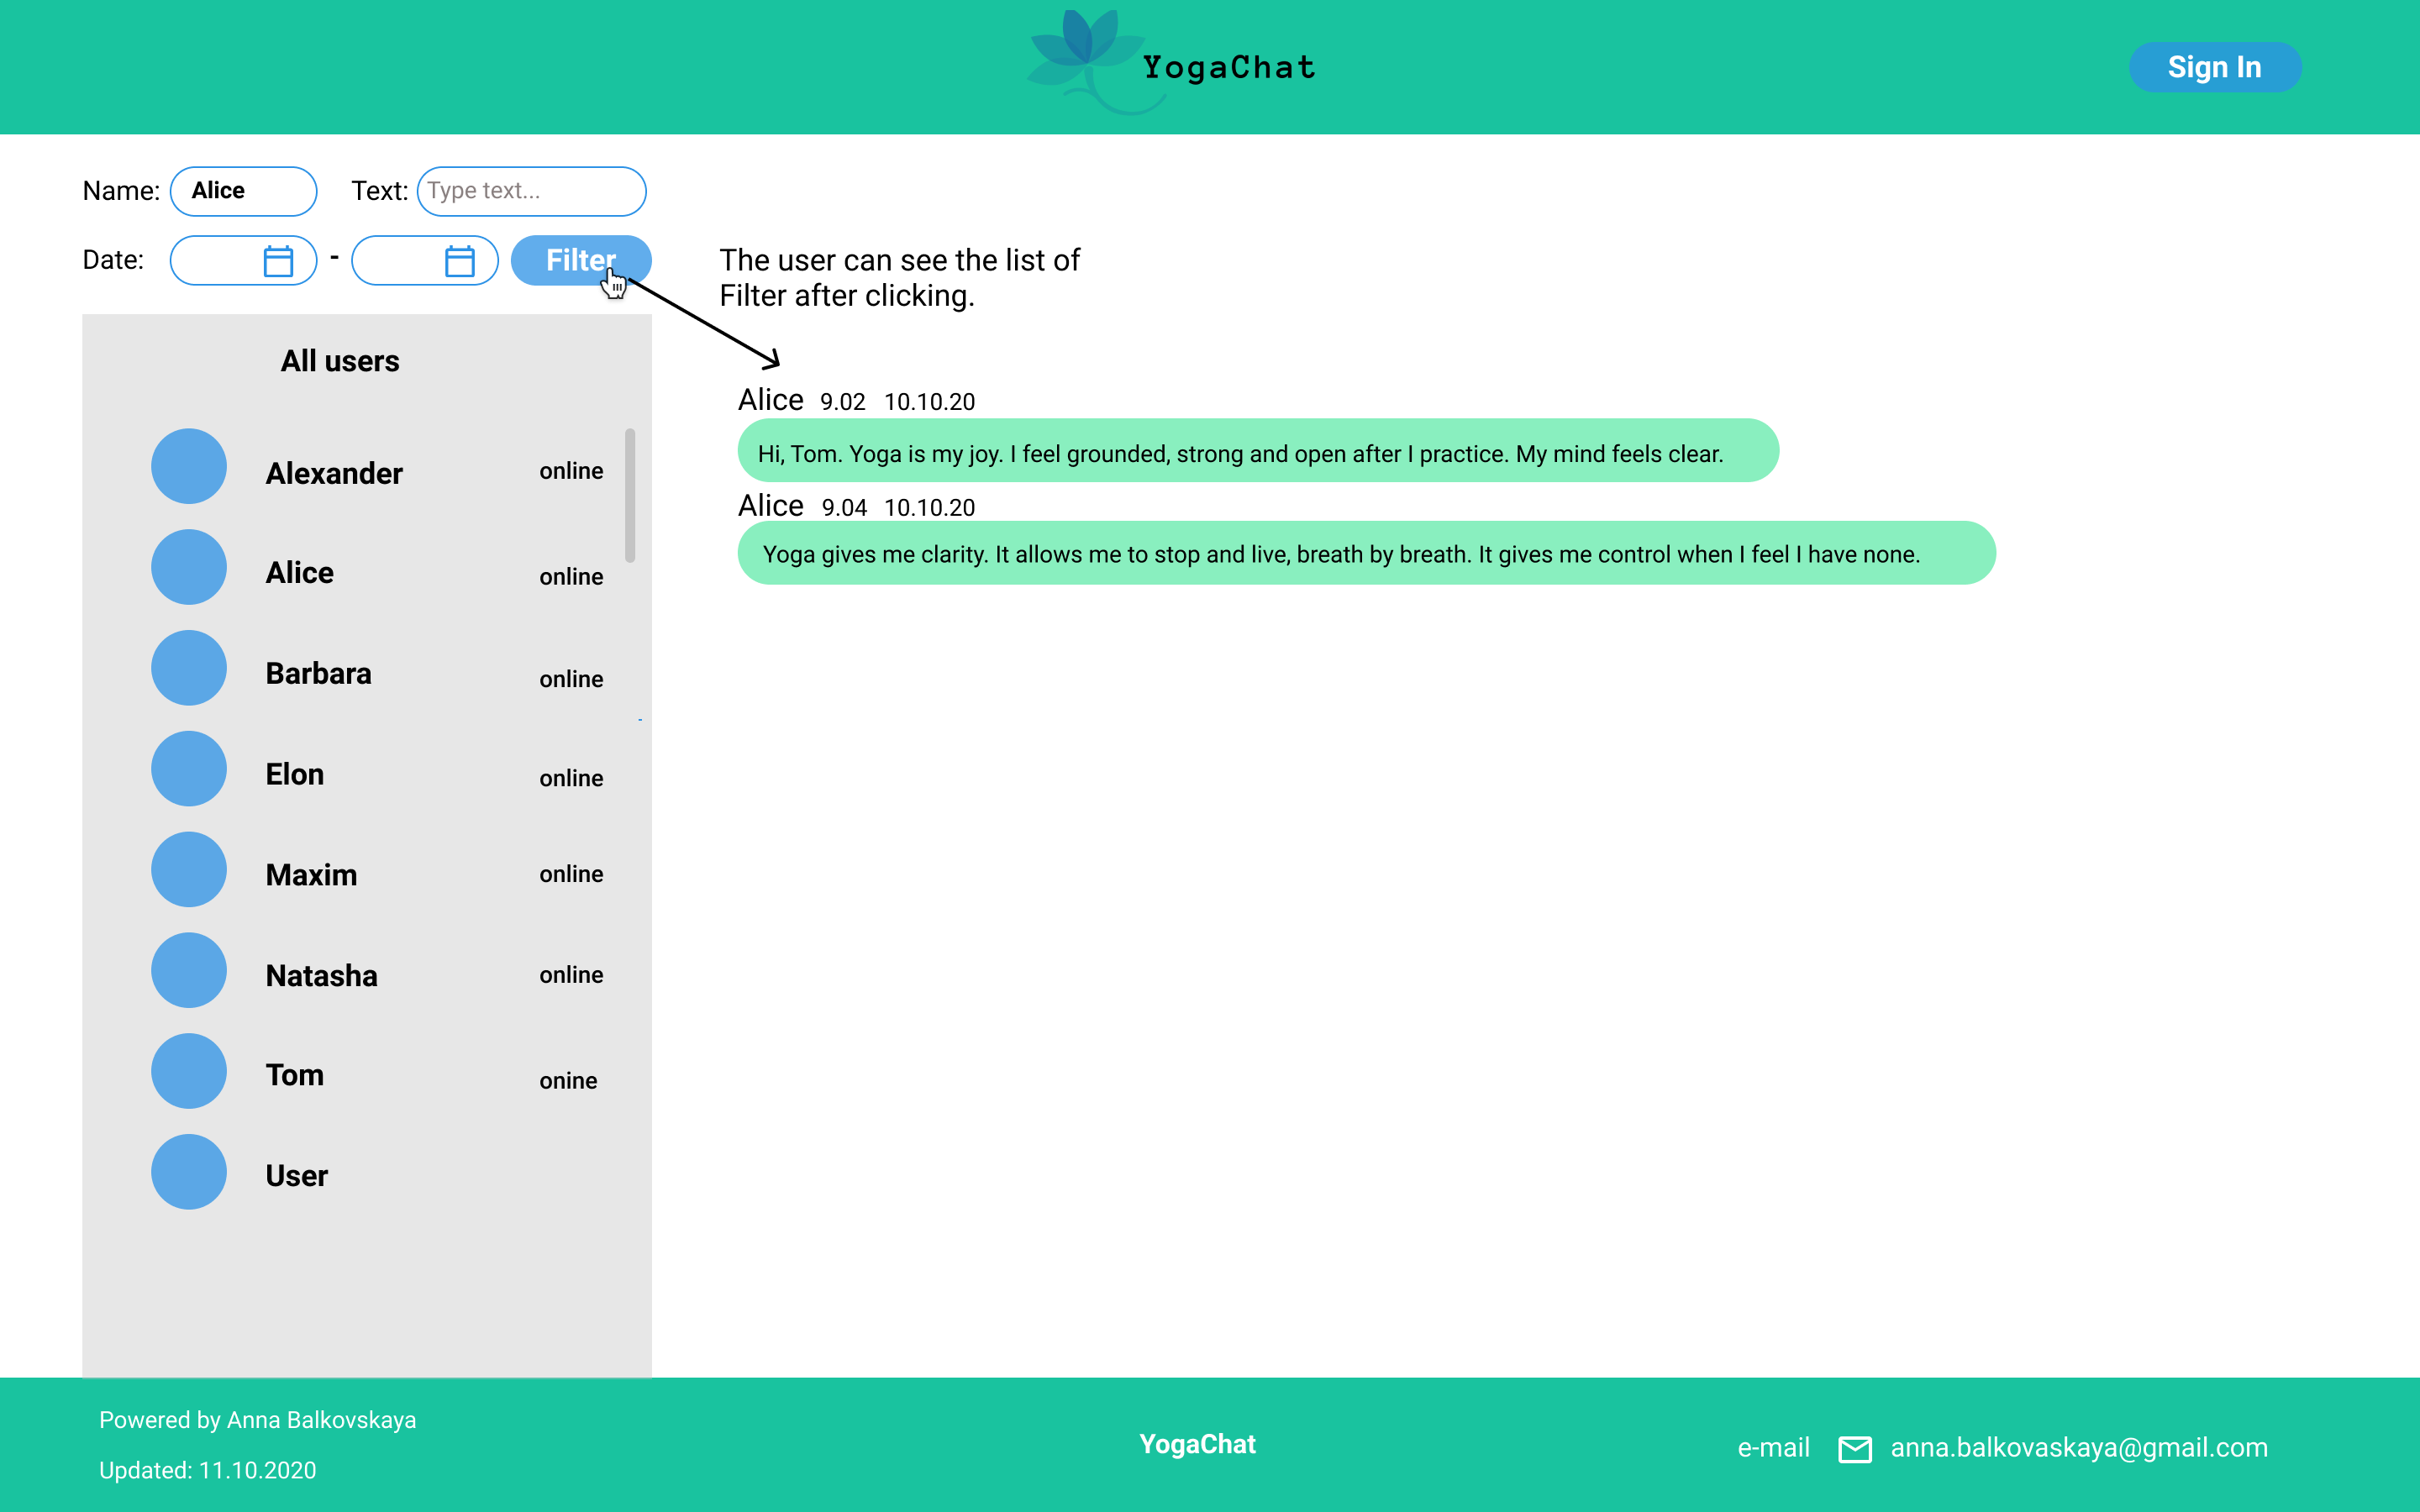 YogaChat
Sign In
Name: Alice Text: Type text...
Date: - Filter
The user can see the list of
Filter after clicking.
All users
Alexander online
Alice online
Barbara online
Elon online
Maxim online
Natasha online
Tom onine
User
Alice 9.02 10.10.20
Hi, Tom. Yoga is my joy. I feel grounded, strong and open after I practice. My mind feels clear.
Alice 9.04 10.10.20
Yoga gives me clarity. It allows me to stop and live, breath by breath. It gives me control when I feel I have none.
Powered by Anna Balkovskaya
Updated: 11.10.2020
YogaChat
e-mail anna.balkovaskaya@gmail.com